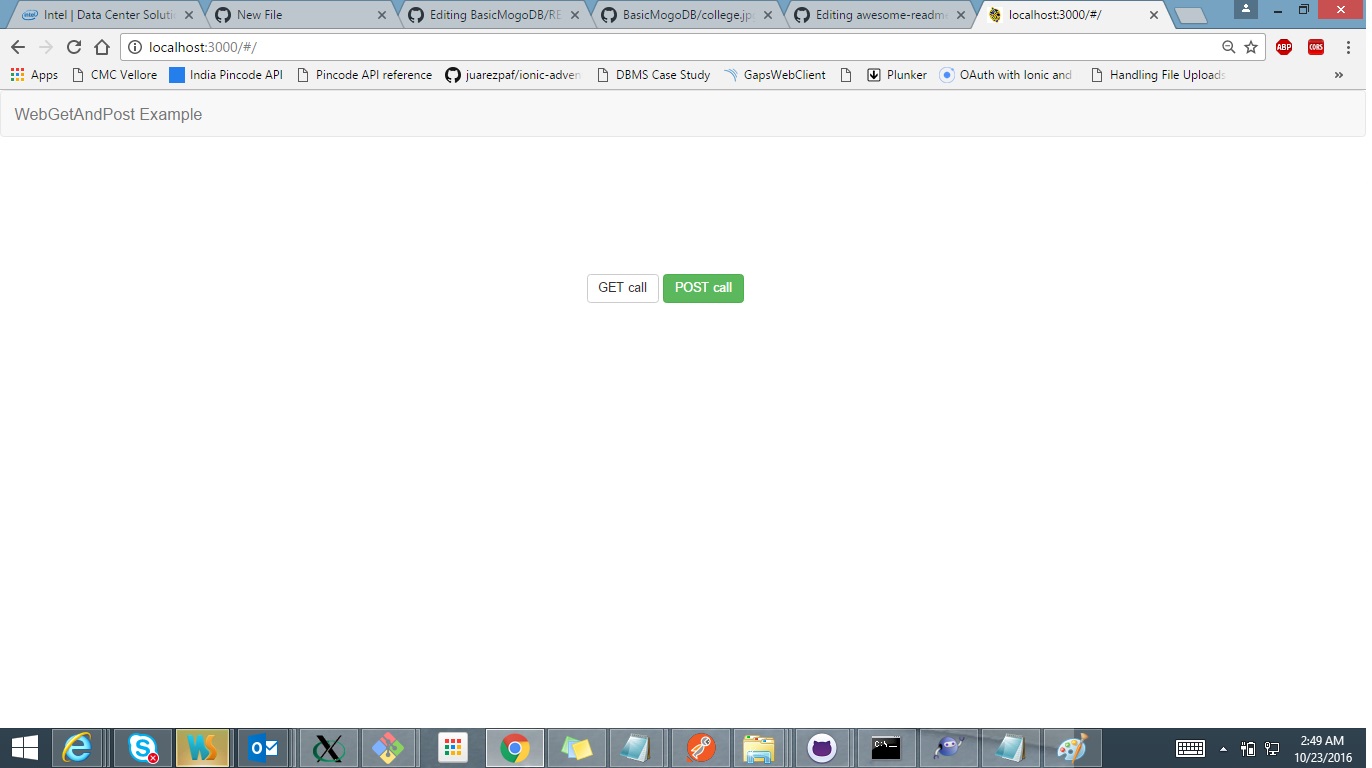 Intel | Data Center Soluti
New File
Editing BasicMogoDB/RE
BasicMogoDB/college.jp
Editing awesome-readm
localhost:3000/#/
localhost:3000/#/
ABP
CORS
Apps
CMC Vellore
India Pincode API
Pincode API reference
juarezpaf/ionic-adven
DBMS Case Study
GapsWebClient
Plunker
OAuth with Ionic and
Handling File Uploads
»
WebGetAndPost Example
GET call
POST call
2:49 AM
10/23/2016